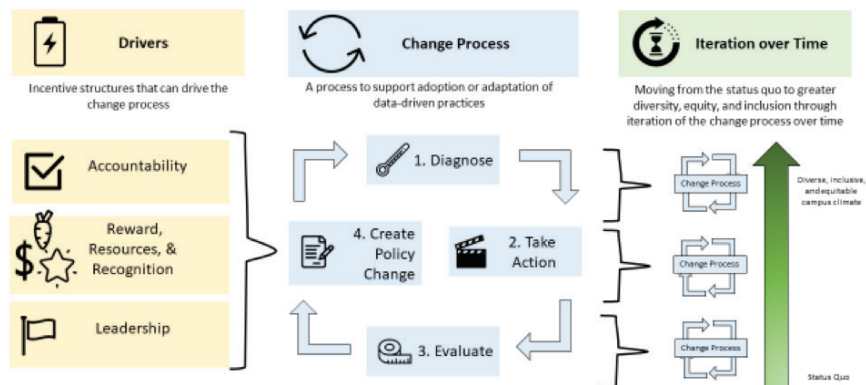 Drivers
Incentive structures that can drive the
change process
Accountability
Reward,
Resources, &
Recognition
Leadership
Change Process
A process to support adoption or adaptation of
data-driven practices
1. Diagnose
2. Take
Action
3. Evaluate
4. Create
Policy
Change
Iteration over Time
Moving from the status quo to greater
diversity, equity, and inclusion through
iteration of the change process over time
Change Process
Change Process
Change Process
Diverse, inclusive,
and equitable
campus climate
Status Quo